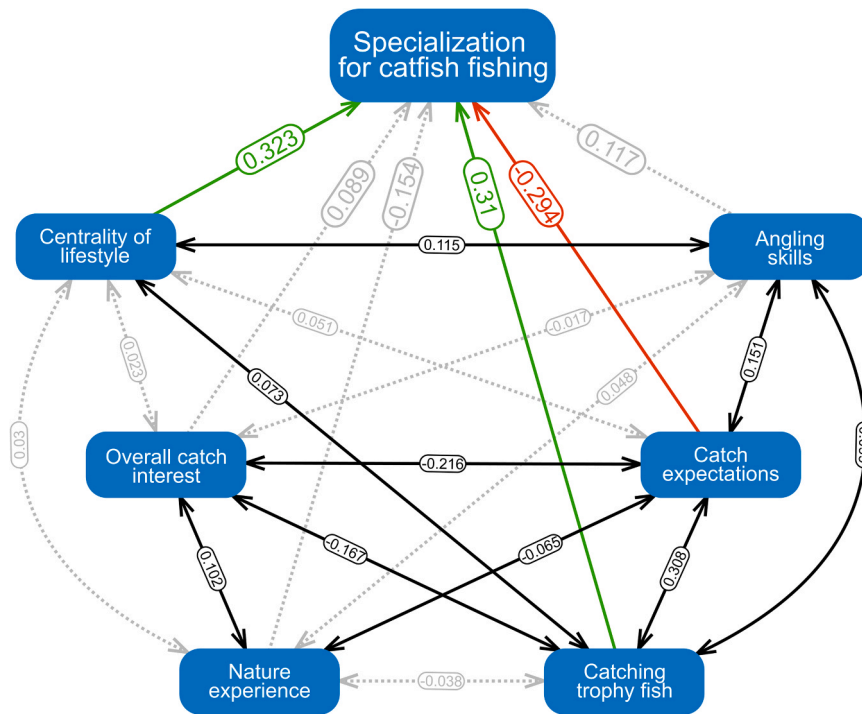 Specialization
for catfish fishing
0.323
0.089
-0.154
0.31
-0.294
0.117
Centrality of
lifestyle
0.115
Angling
skills
0.051
-0.017
0.023
0.073
0.048
0.151
0.03
Overall catch
interest
-0.216
Catch
expectations
0.102
-0.167
-0.065
0.308
Nature
experience
-0.038
Catching
trophy fish